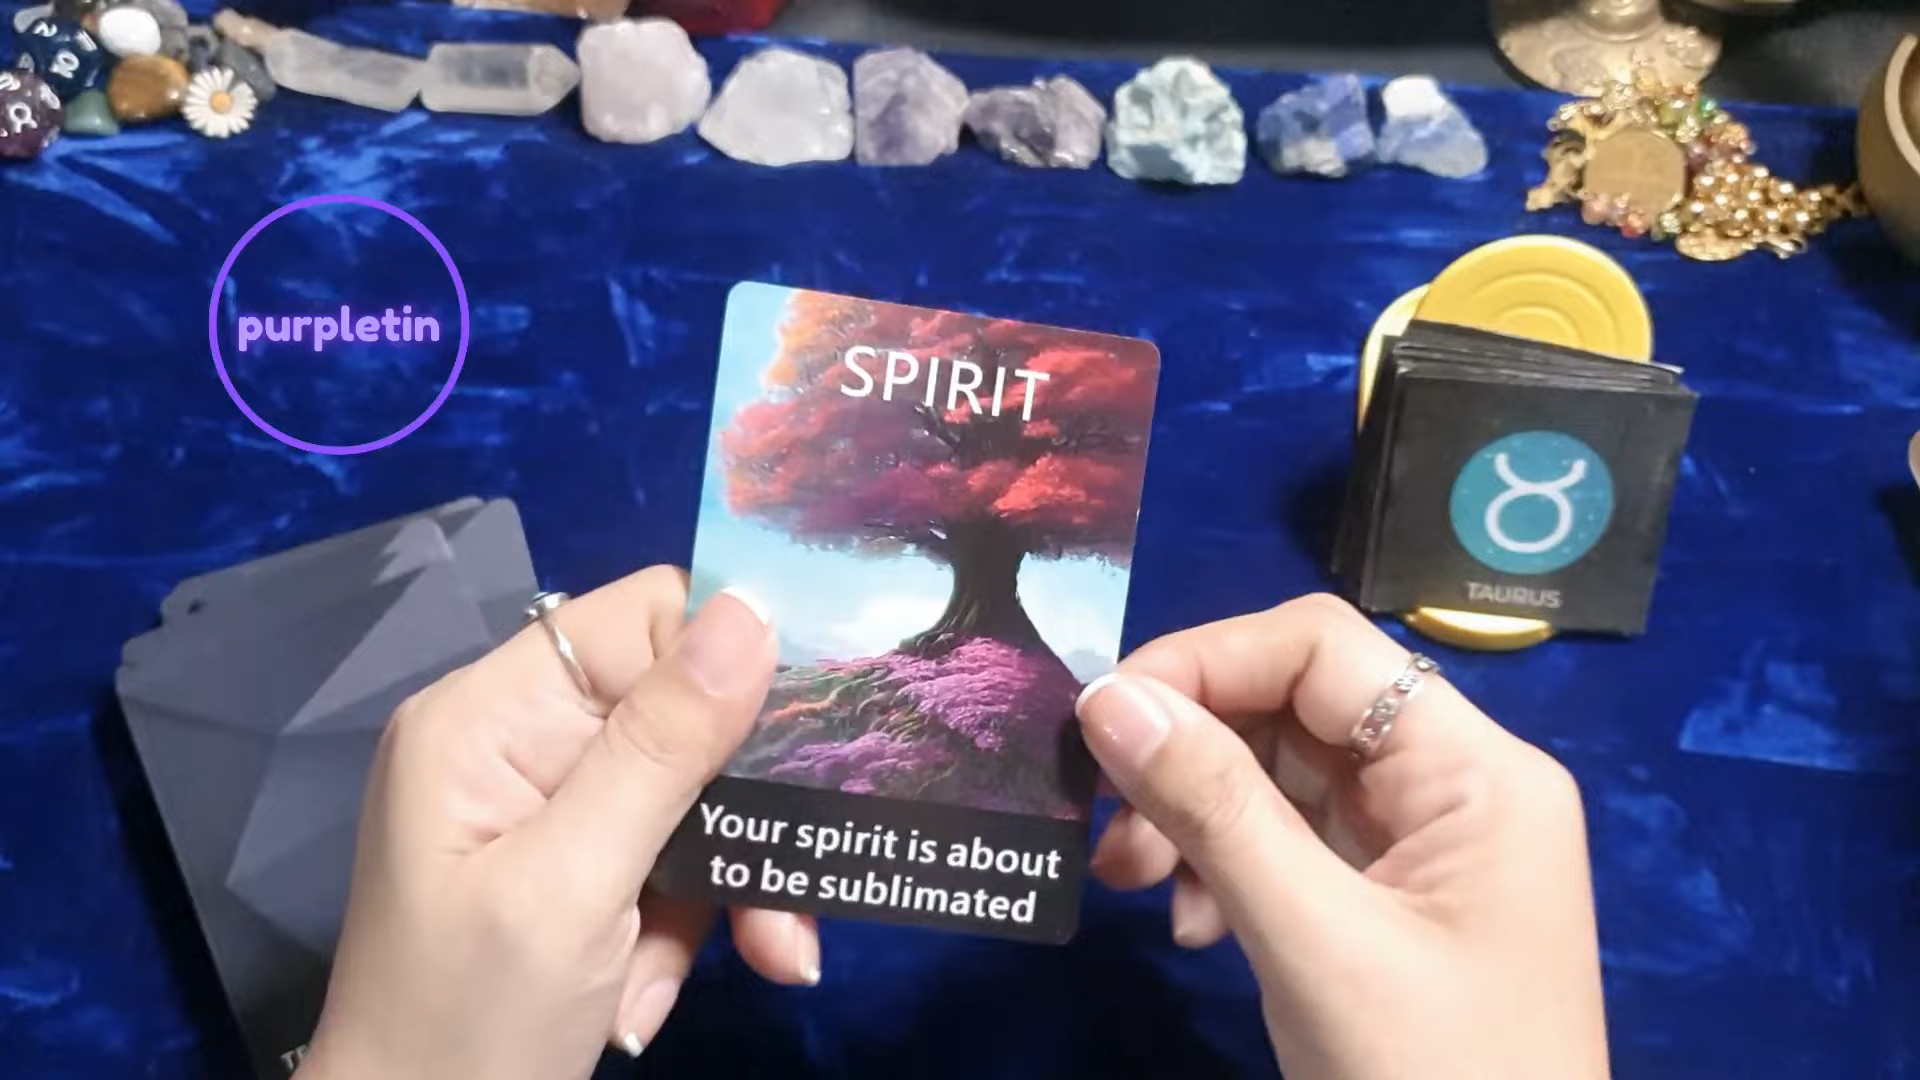 purpletin
SPIRIT
TAURUS
Your spirit is about
to be sublimated